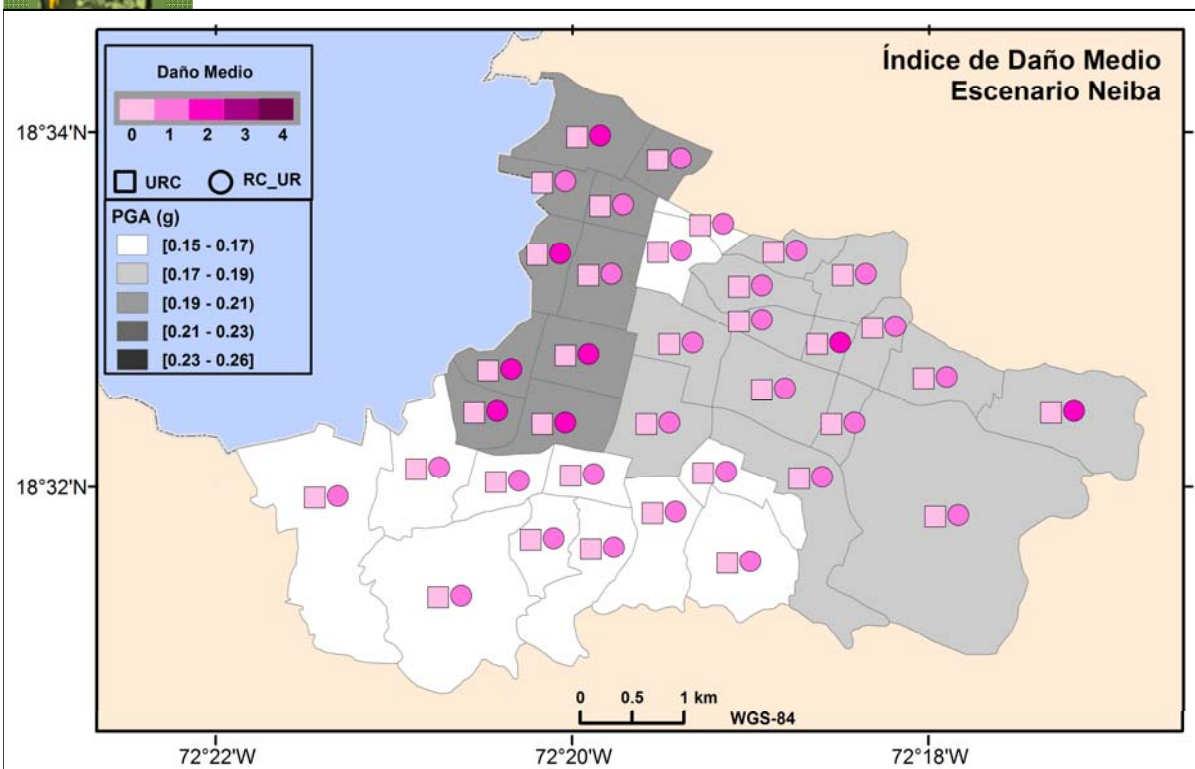 Índice de Daño Medio
Escenario Neiba
Daño Medio
0 1 2 3 4
URC RC_UR
PGA (g)
[0.15 - 0.17)
[0.17 - 0.19)
[0.19 - 0.21)
[0.21 - 0.23)
[0.23 - 0.26]
18°34'N
18°32'N
0 0.5 1 km
WGS-84
72°22'W 72°20'W 72°18'W